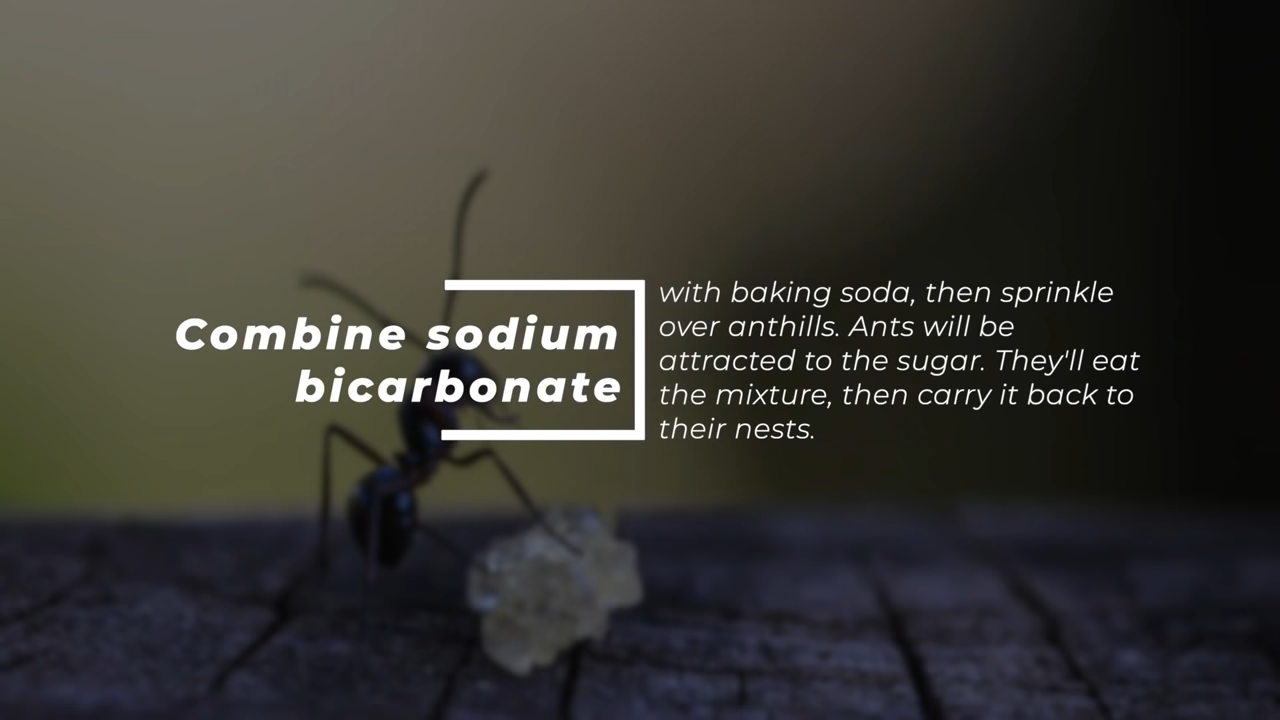 Combine sodium
bicarbonate
with baking soda, then sprinkle
over anthills. Ants will be
attracted to the sugar. They'll eat
the mixture, then carry it back to
their nests.